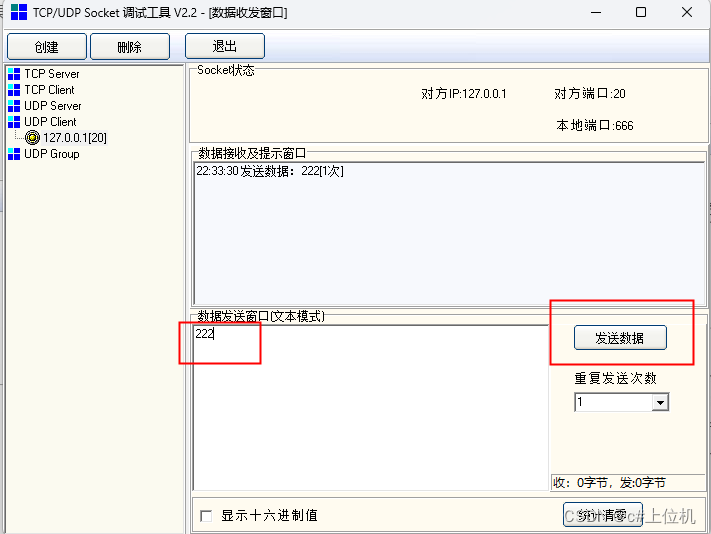 TCP/UDP Socket 调试工具 V2.2 - [数据收发窗口]
创建 删除 退出
TCP Server
TCP Client
UDP Server
UDP Client
127.0.0.1[20]
UDP Group
Socket状态
对方IP:127.0.0.1 对方端口:20
本地端口:666
数据接收及提示窗口
22:33:30发送数据：222[1次]
数据发送窗口(文本模式)
222
发送数据
重复发送次数
1
收：0字节，发:0字节
显示十六进制值
统计清零
CSDN @c#上位机